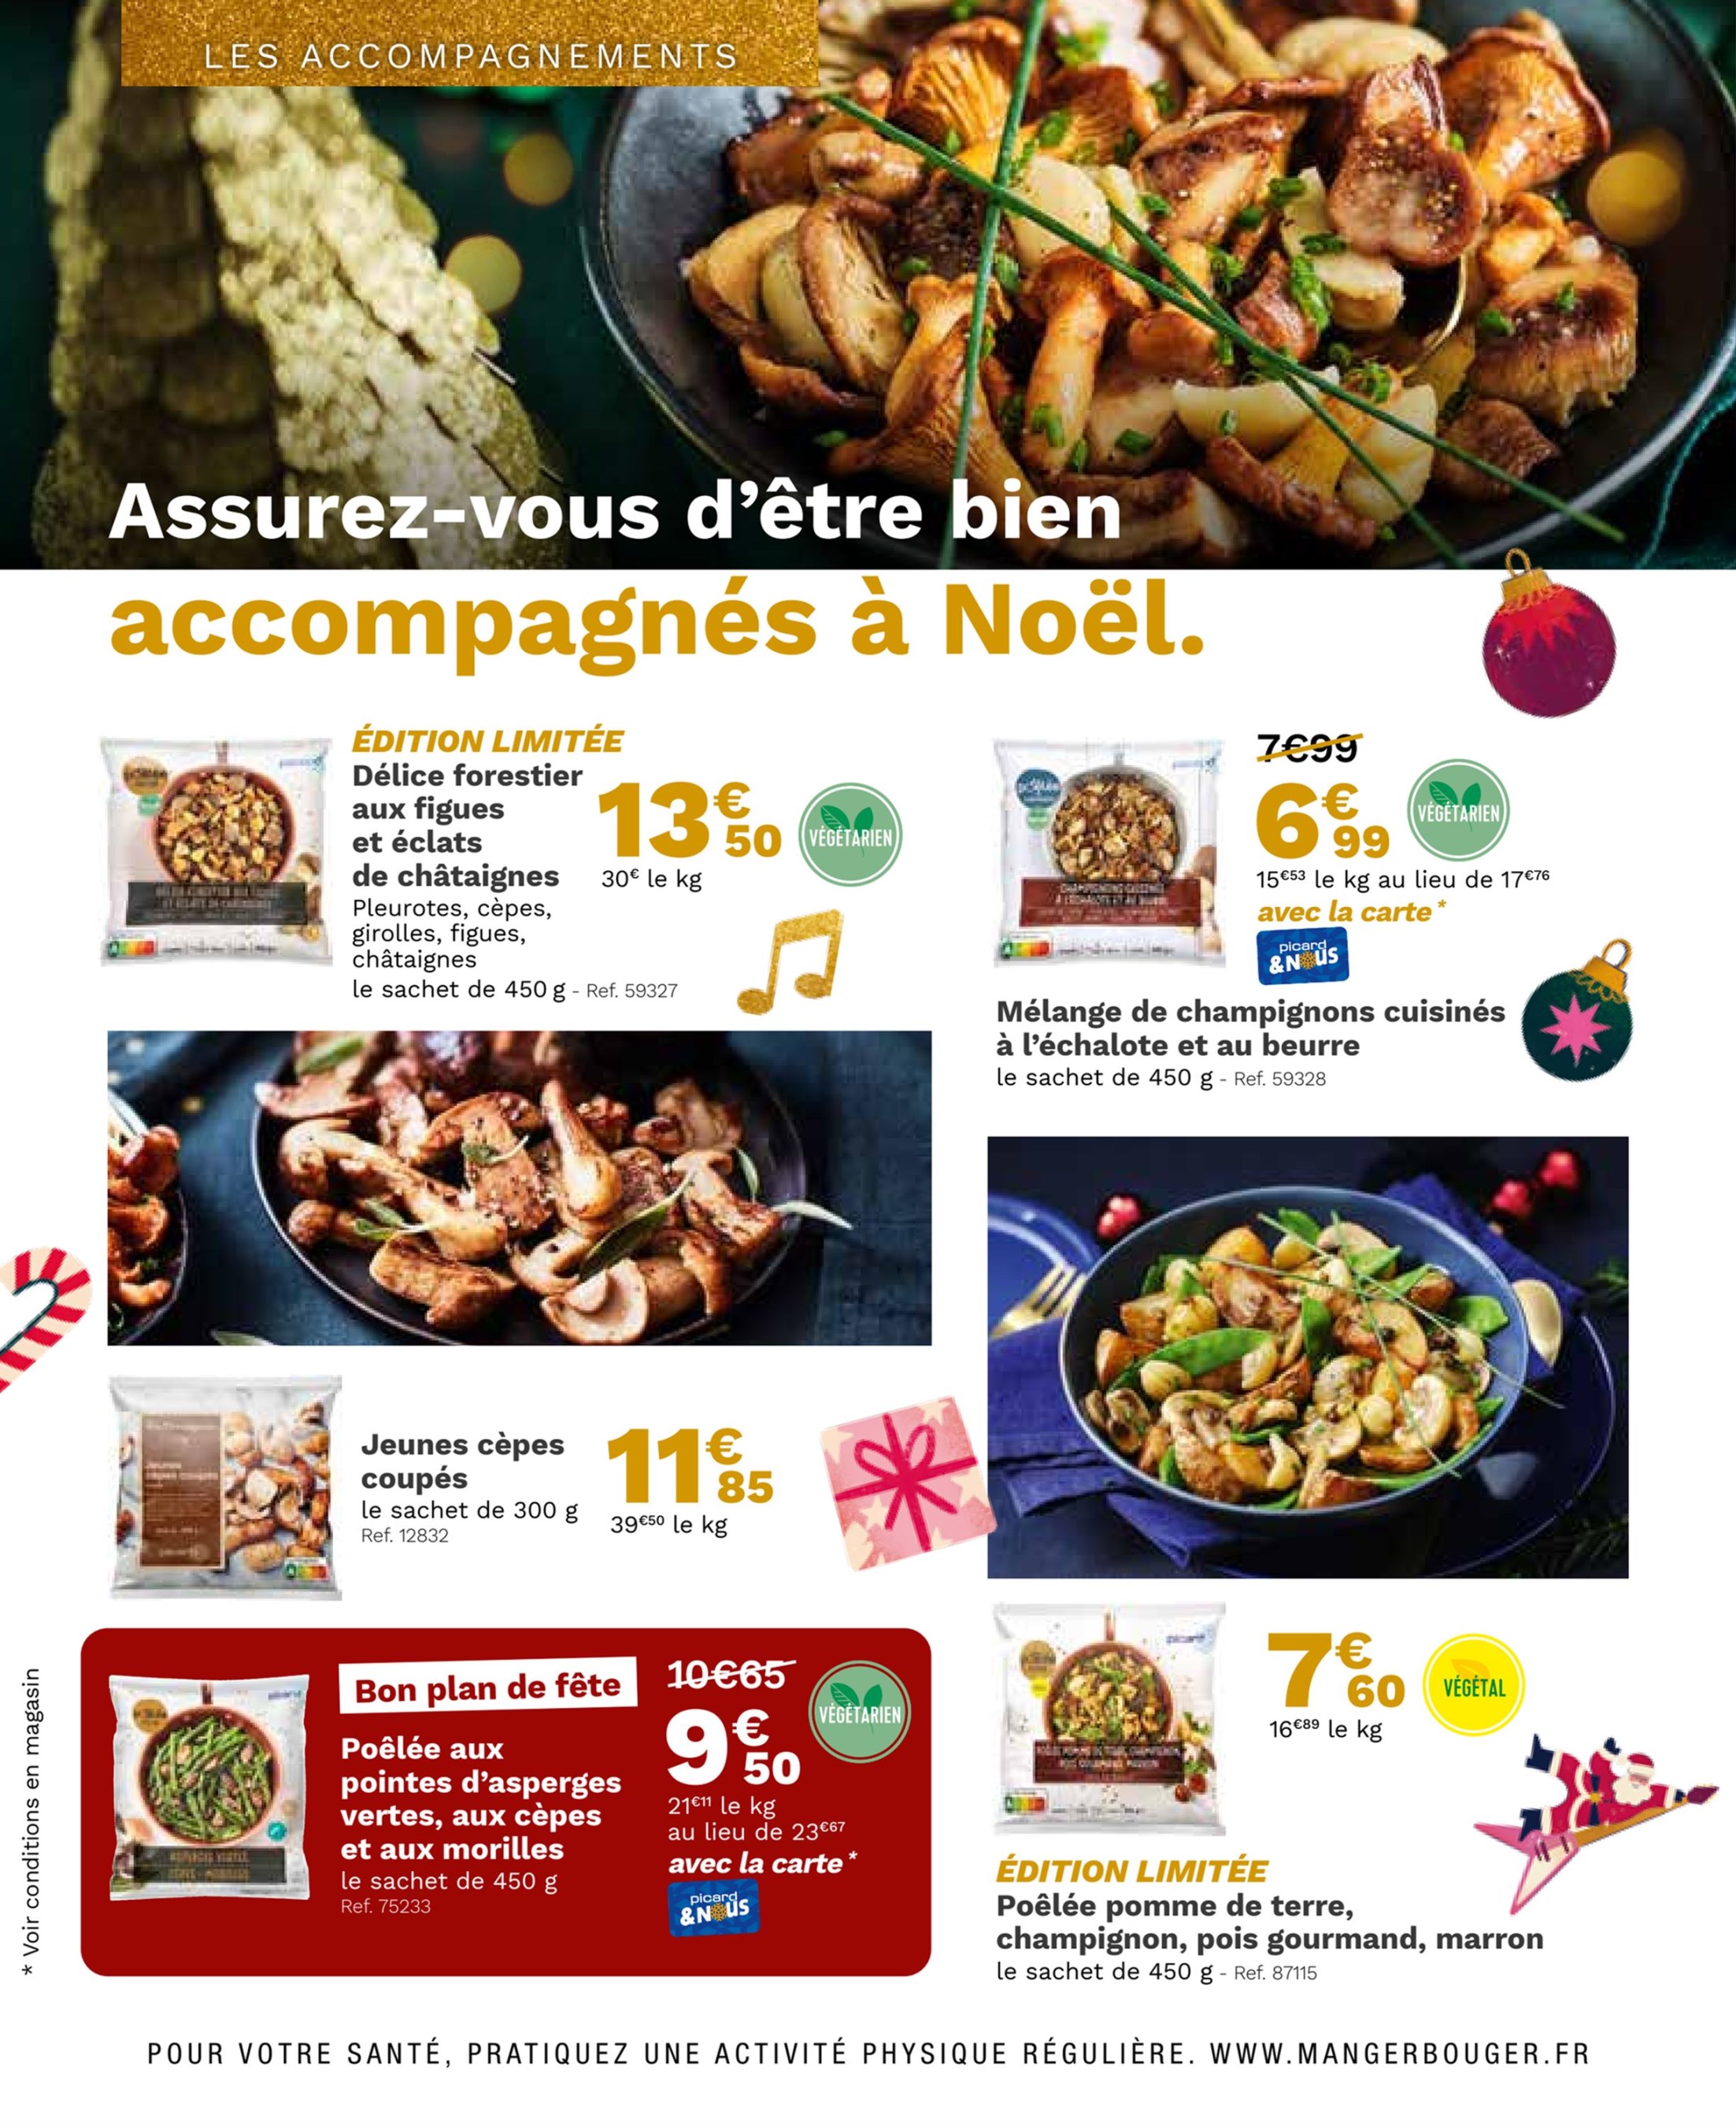 LES ACCOMPAGNEMENTS
Assurez-vous d'être bien
accompagnés à Noël.
ÉDITION LIMITÉE
Délice forestier
aux figues
et éclats
de châtaignes
Pleurotes, cèpes,
girolles, figues,
châtaignes
le sachet de 450 g - Ref. 59327
13€50
30€ le kg
VÉGÉTARIEN
7€99
6€99
VÉGÉTARIEN
15€53 le kg au lieu de 17€76
avec la carte*
picard
&NOUS
Mélange de champignons cuisinés
à l'échalote et au beurre
le sachet de 450 g - Ref. 59328
Jeunes cèpes
coupés
le sachet de 300 g
Ref. 12832
11€85
39€50 le kg
Bon plan de fête
Poêlée aux
pointes d'asperges
vertes, aux cèpes
et aux morilles
le sachet de 450 g
Ref. 75233
10€65
9€50
VÉGÉTARIEN
21€11 le kg
au lieu de 23€67
avec la carte*
picard
&NOUS
picard
7€60
VÉGÉTAL
16€89 le kg
ÉDITION LIMITÉE
Poêlée pomme de terre,
champignon, pois gourmand, marron
le sachet de 450 g - Ref. 87115
* Voir conditions en magasin
POUR VOTRE SANTÉ, PRATIQUEZ UNE ACTIVITÉ PHYSIQUE RÉGULIÈRE. WWW.MANGERBOUGER.FR